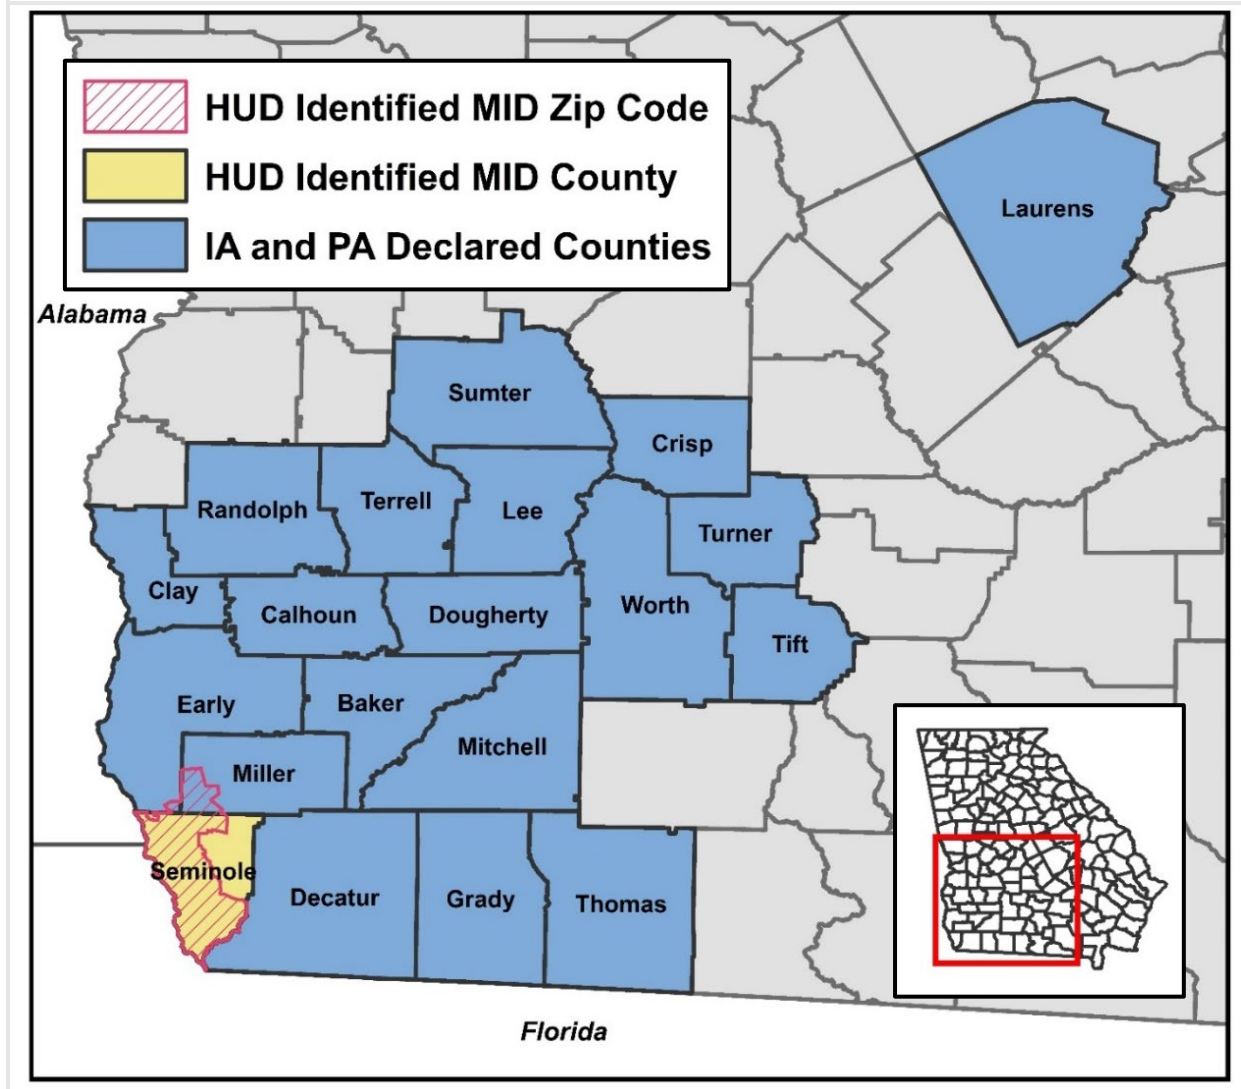 HUD Identified MID Zip Code
HUD Identified MID County
IA and PA Declared Counties
Laurens
Alabama
Sumter
Crisp
Randolph
Terrell
Lee
Turner
Clay
Calhoun
Dougherty
Worth
Tift
Early
Baker
Mitchell
Miller
Seminole
Decatur
Grady
Thomas
Florida